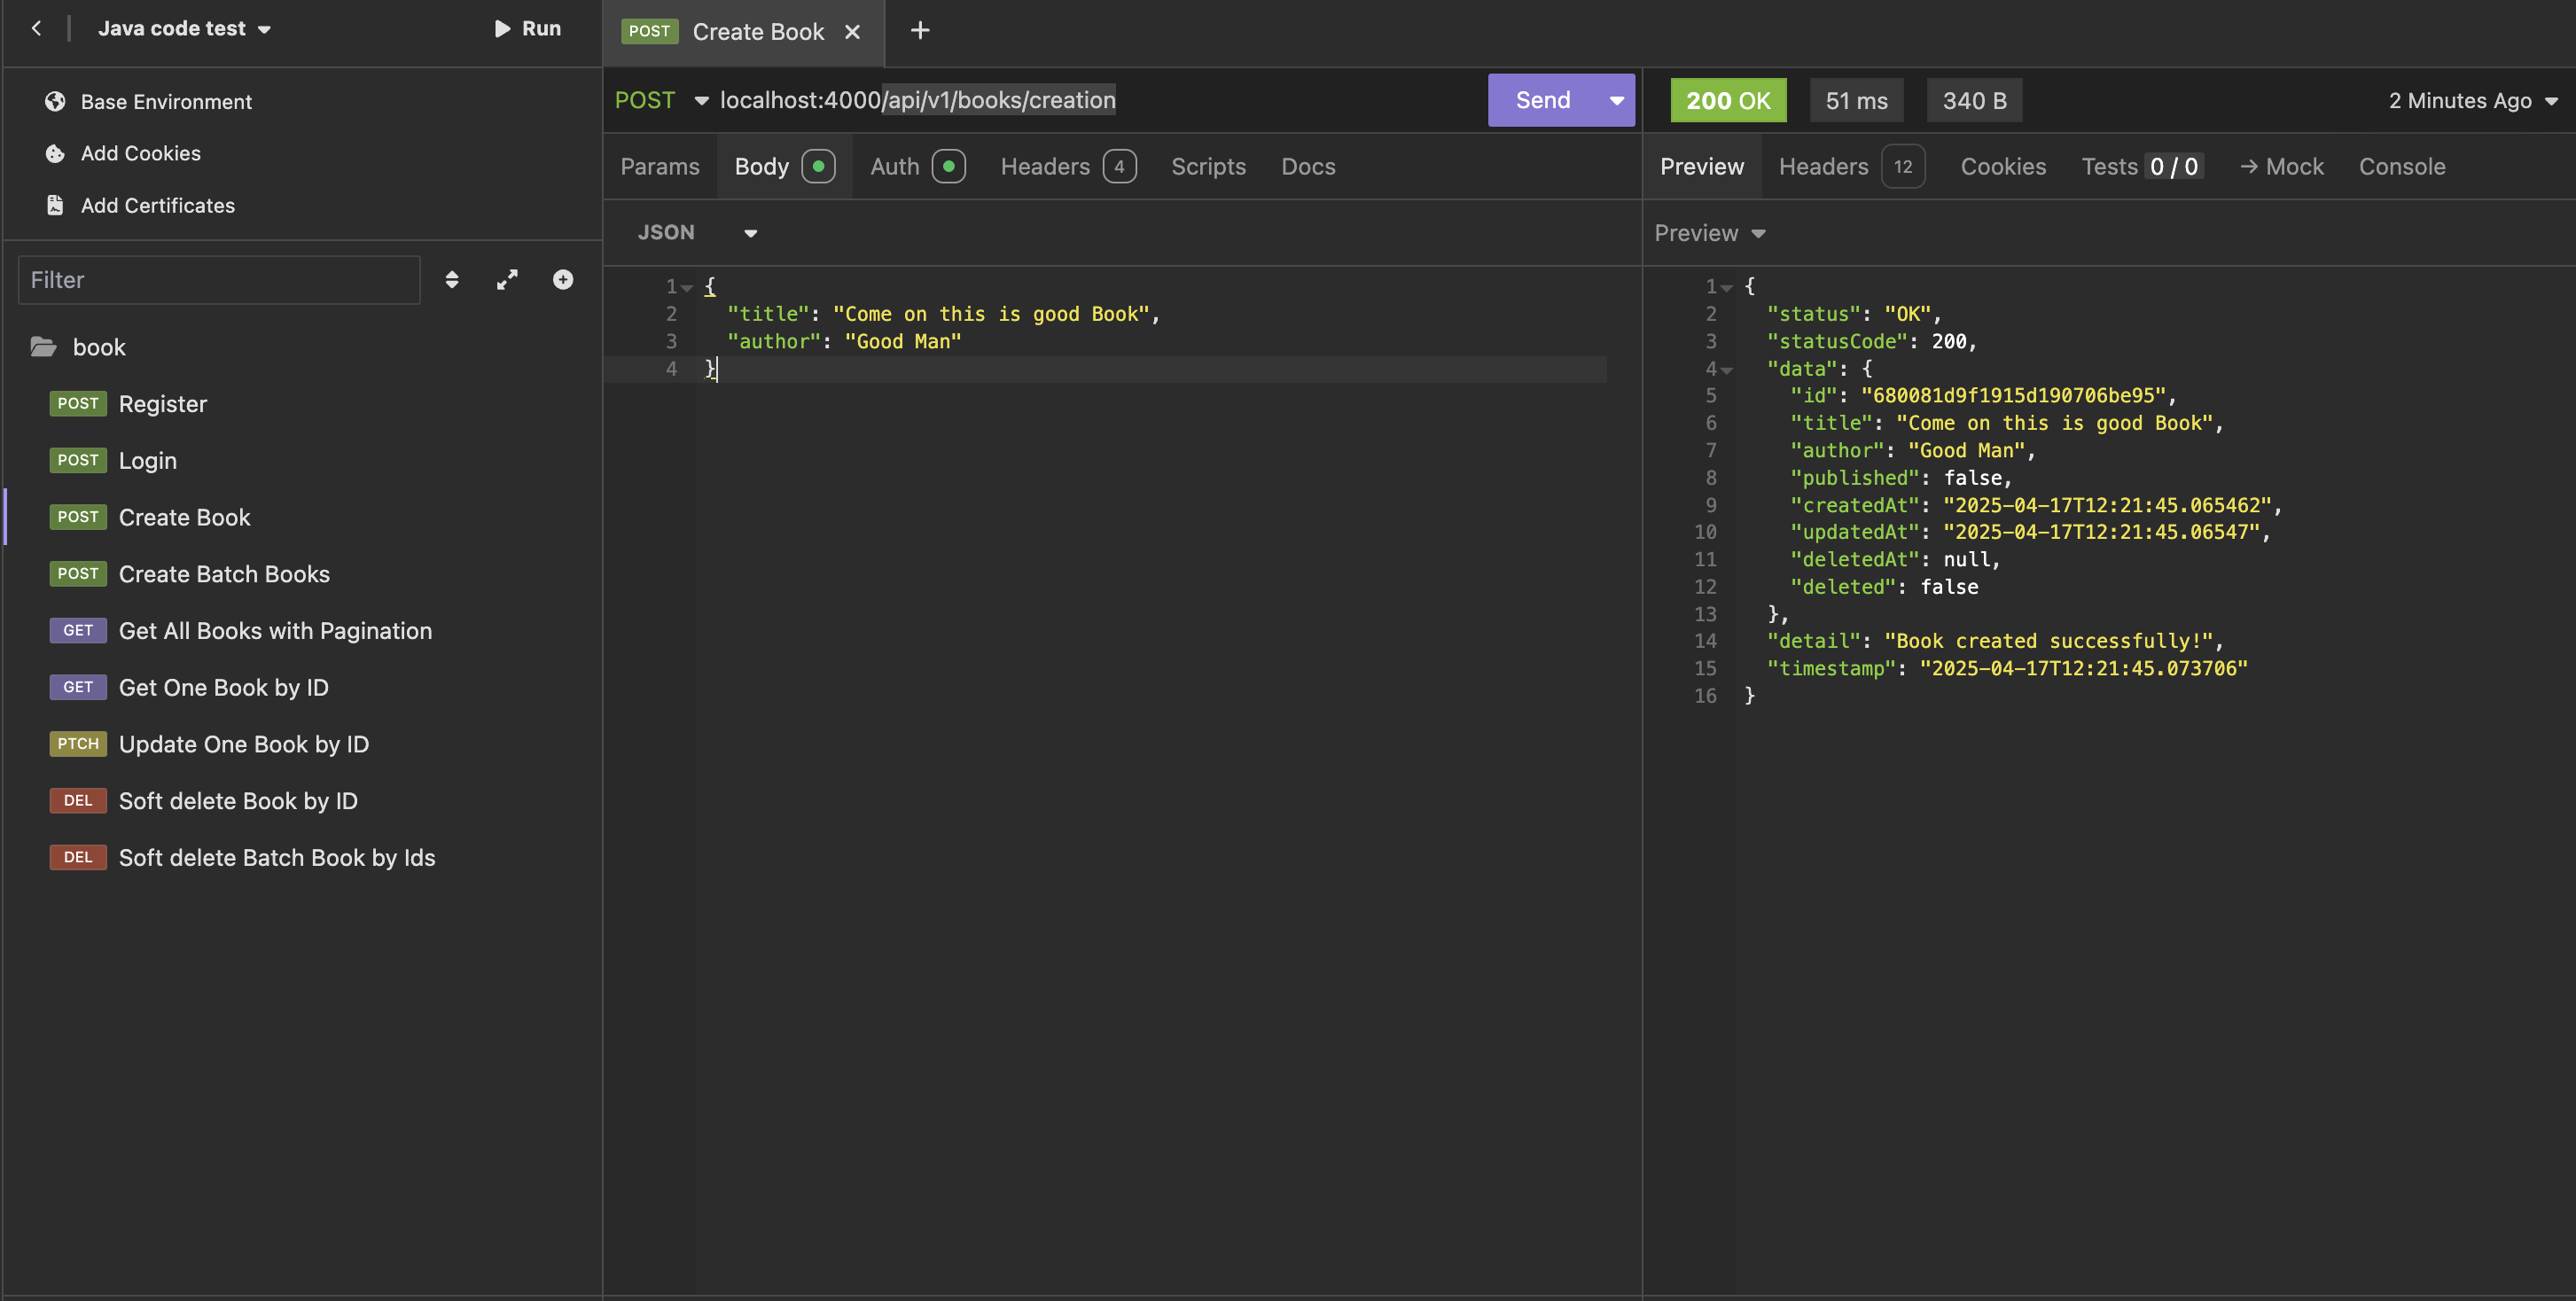 Java code test
Run
Base Environment
Add Cookies
Add Certificates
Filter
book
POST Register
POST Login
POST Create Book
POST Create Batch Books
GET Get All Books with Pagination
GET Get One Book by ID
PTCH Update One Book by ID
DEL Soft delete Book by ID
DEL Soft delete Batch Book by Ids
POST Create Book
POST localhost:4000/api/v1/books/creation
Send
Params Body Auth Headers 4 Scripts Docs
JSON
1 {
2 "title": "Come on this is good Book",
3 "author": "Good Man"
4 }
200 OK 51 ms 340 B 2 Minutes Ago
Preview Headers 12 Cookies Tests 0 / 0 → Mock Console
Preview
1 {
2 "status": "OK",
3 "statusCode": 200,
4 "data": {
5 "id": "680081d9f1915d190706be95",
6 "title": "Come on this is good Book",
7 "author": "Good Man",
8 "published": false,
9 "createdAt": "2025-04-17T12:21:45.065462",
10 "updatedAt": "2025-04-17T12:21:45.06547",
11 "deletedAt": null,
12 "deleted": false
13 },
14 "detail": "Book created successfully!",
15 "timestamp": "2025-04-17T12:21:45.073706"
16 }